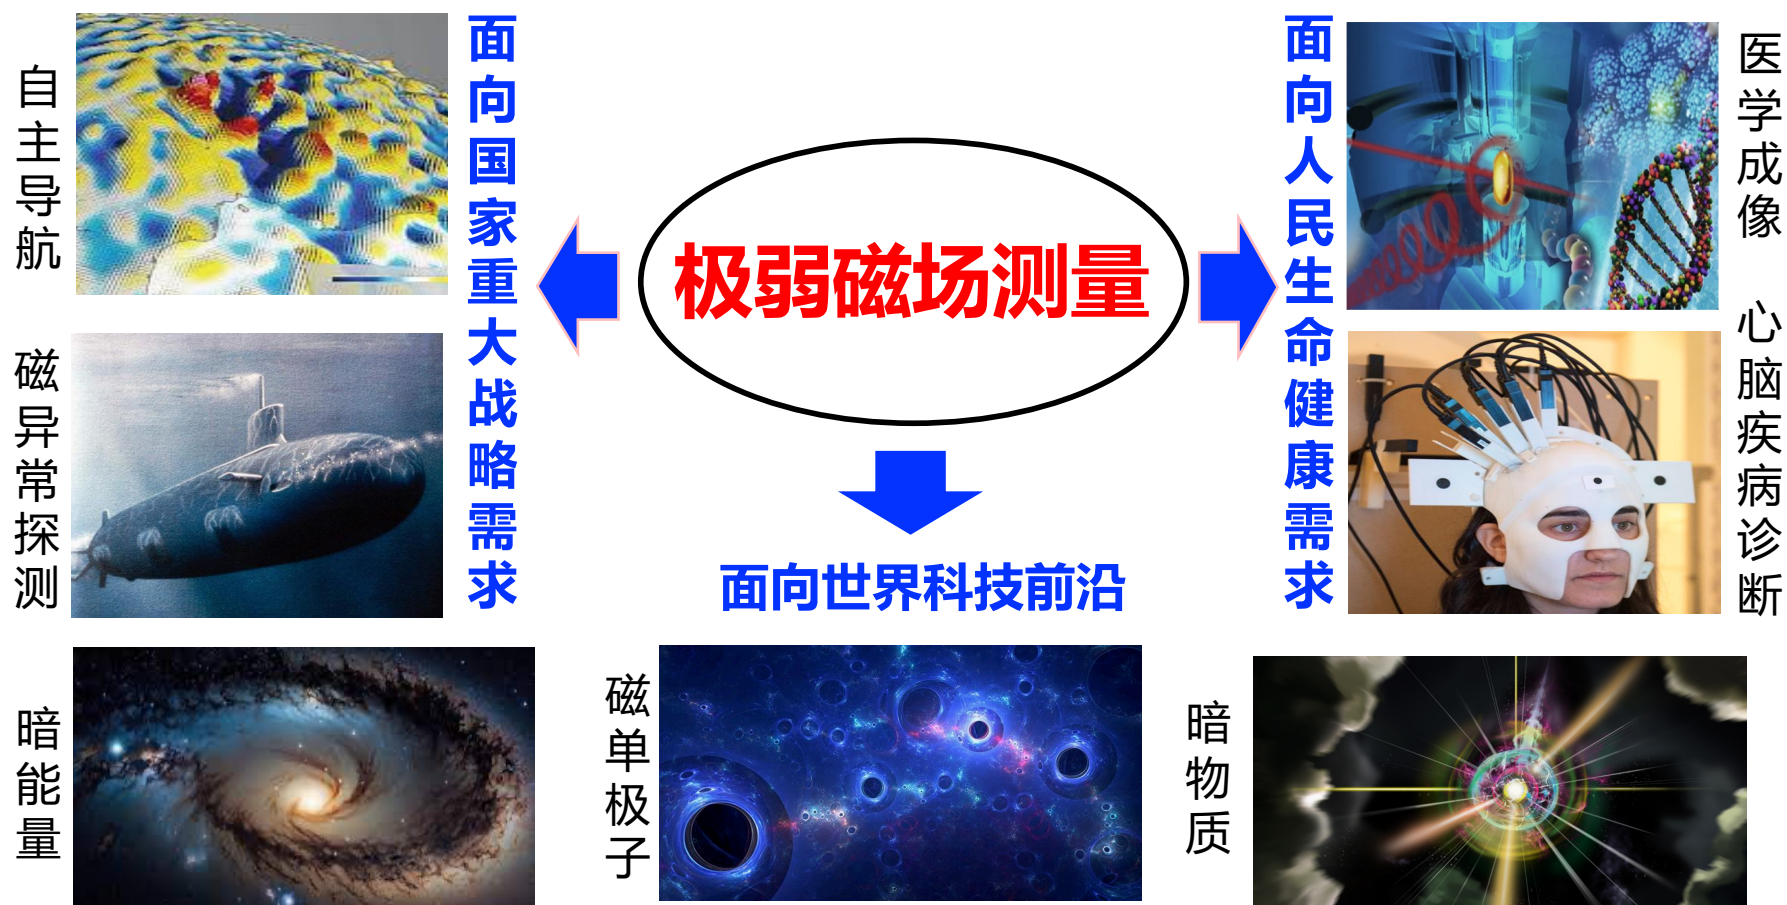 自主导航
磁异常探测
面向国家重大战略需求
极弱磁场测量
面向人民生命健康需求
医学成像
心脑疾病诊断
面向世界科技前沿
暗能量
磁单极子
暗物质